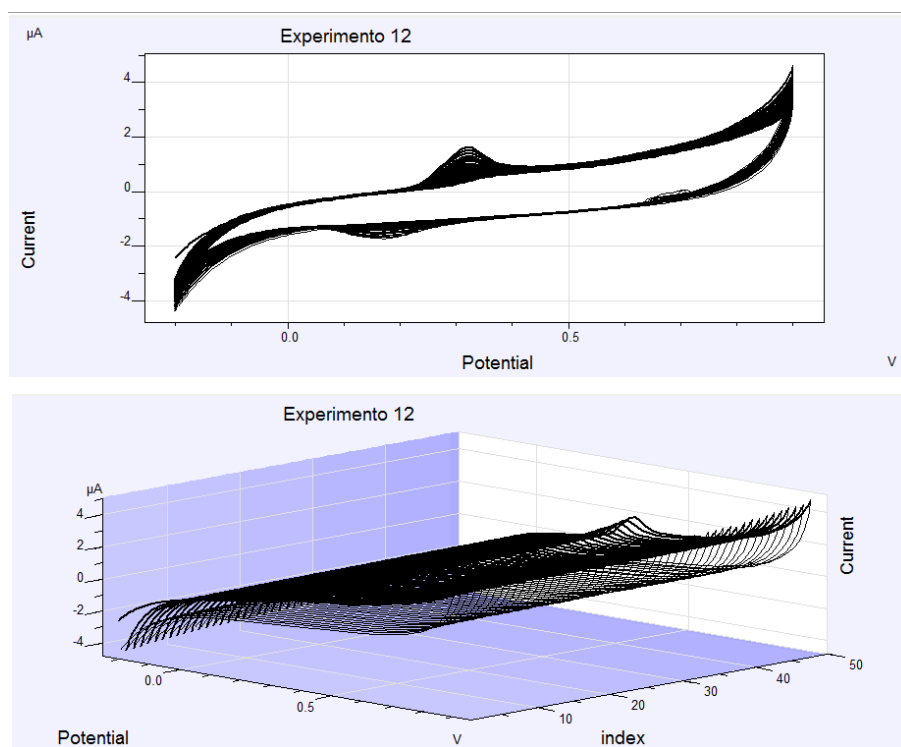 µA
Experimento 12
4
2
0
-2
-4
Current
0.0
0.5
Potential
V
Experimento 12
µA
4
2
0
-2
-4
Current
0.0
0.5
Potential
V
10
20
30
40
50
index